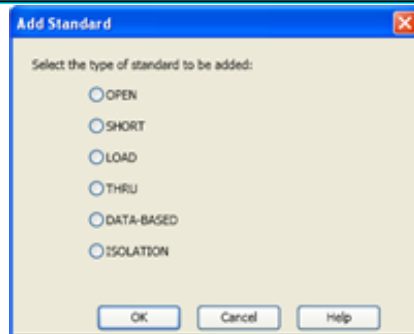 Add Standard
Select the type of standard to be added:
OPEN
SHORT
LOAD
THRU
DATA-BASED
ISOLATION
OK Cancel Help